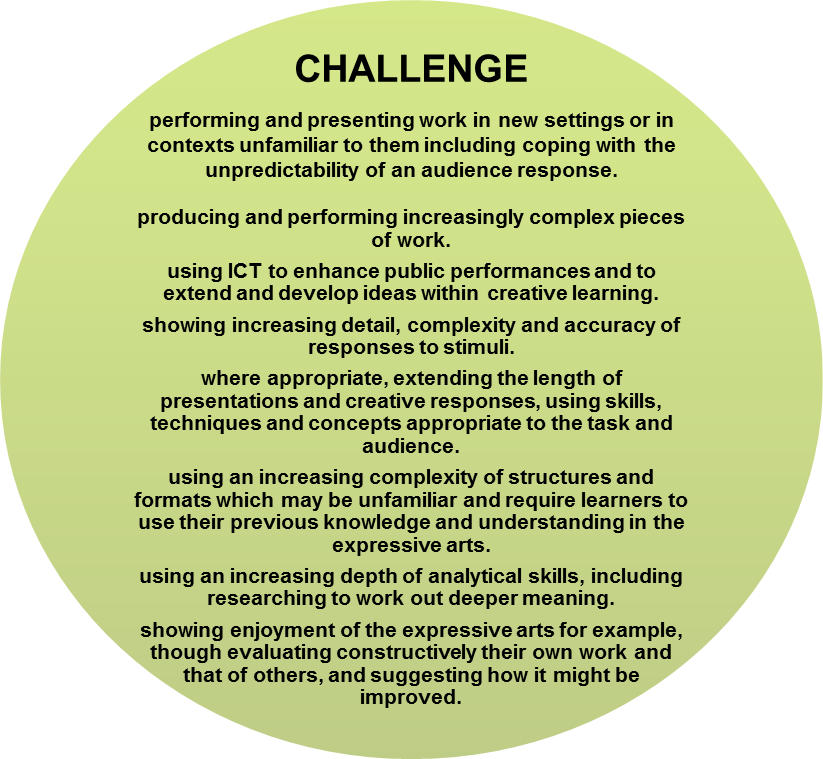 CHALLENGE
performing and presenting work in new settings or in
contexts unfamiliar to them including coping with the
unpredictability of an audience response.
producing and performing increasingly complex pieces
of work.
using ICT to enhance public performances and to
extend and develop ideas within creative learning.
showing increasing detail, complexity and accuracy of
responses to stimuli.
where appropriate, extending the length of
presentations and creative responses, using skills,
techniques and concepts appropriate to the task and
audience.
using an increasing complexity of structures and
formats which may be unfamiliar and require learners to
use their previous knowledge and understanding in the
expressive arts.
using an increasing depth of analytical skills, including
researching to work out deeper meaning.
showing enjoyment of the expressive arts for example,
though evaluating constructively their own work and
that of others, and suggesting how it might be
improved.